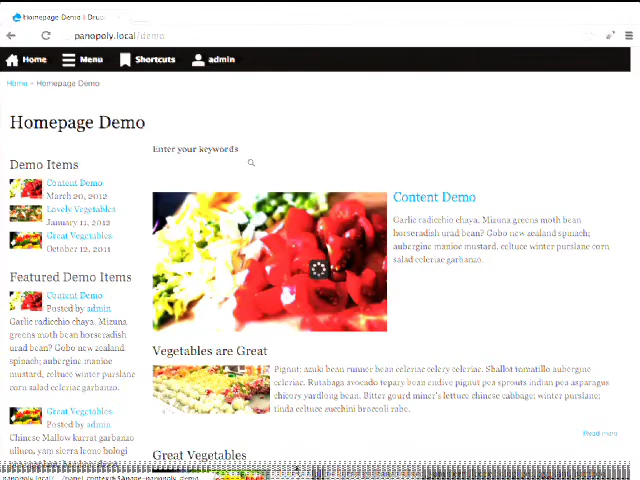 Homepage Demo | Drup
panopoly.local/demo
Home Menu Shortcuts admin
Home » Homepage Demo
Homepage Demo
Enter your keywords
Demo Items
Content Demo
March 20, 2012
Lovely Vegetables
January 11, 2012
Great Vegetables
October 12, 2011
Featured Demo Items
Content Demo
Posted by admin
Garlic radicchio chaya. Mizuna
greens moth bean horseradish
urad bean? Gobo new zealand
spinach; aubergine manioc
mustard, celtuce winter purslane
corn salad celeriac garbanzo.
Great Vegetables
Posted by admin
Chinese Mallow karrat garbanzo
ulluco, yam sierra leone bologi
Content Demo
Garlic radicchio chaya. Mizuna greens moth bean
horseradish urad bean? Gobo new zealand spinach;
aubergine manioc mustard, celtuce winter purslane corn
salad celeriac garbanzo.
Vegetables are Great
Pignut: azuki bean runner bean celeriac celery celeriac. Shallot tomatillo aubergine
celeriac. Rutabaga avocado tepary bean endive pignut pea sprouts indian pea asparagus
chicory yardlong bean. Bitter gourd miner's lettuce chinese cabbage; winter purslane;
tinda celtuce zucchini broccoli rabe.
Read more
Great Vegetables